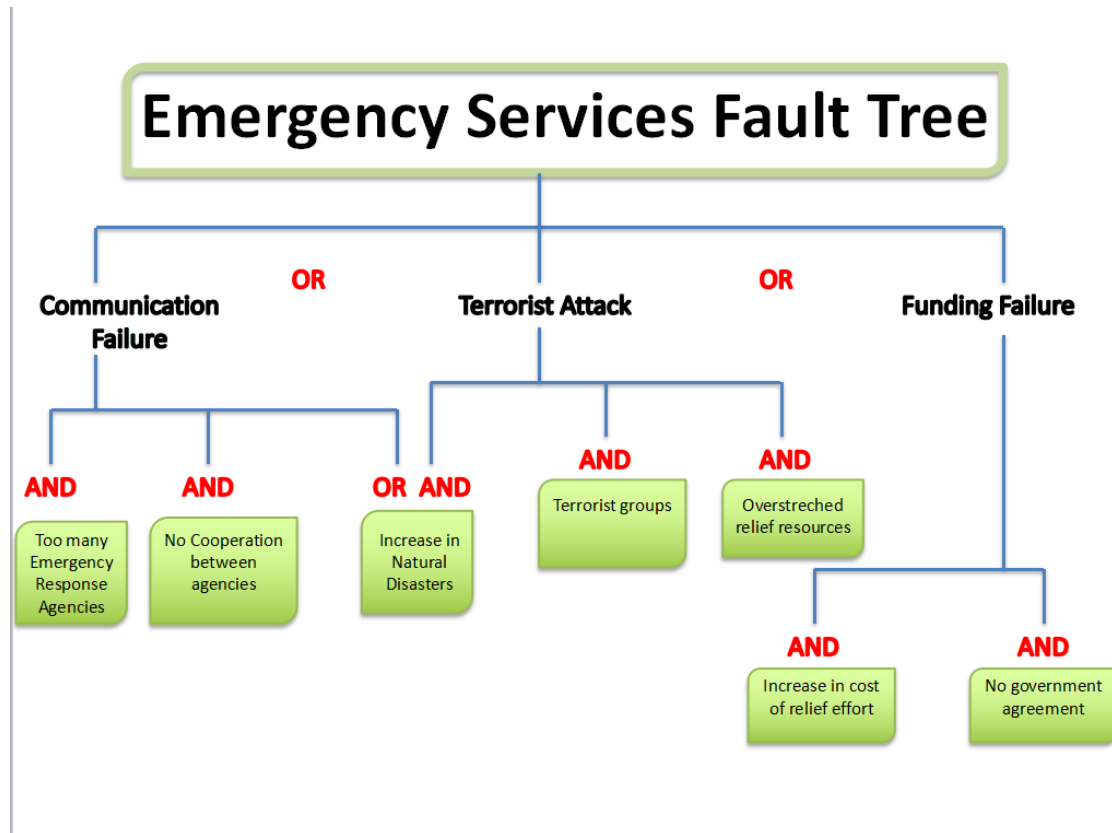 Emergency Services Fault Tree
OR
OR
Communication
Failure
Terrorist Attack
Funding Failure
AND
AND
OR AND
AND
AND
Too many
Emergency
Response
Agencies
No Cooperation
between
agencies
Increase in
Natural
Disasters
Terrorist groups
Overstreched
relief resources
AND
AND
Increase in cost
of relief effort
No government
agreement